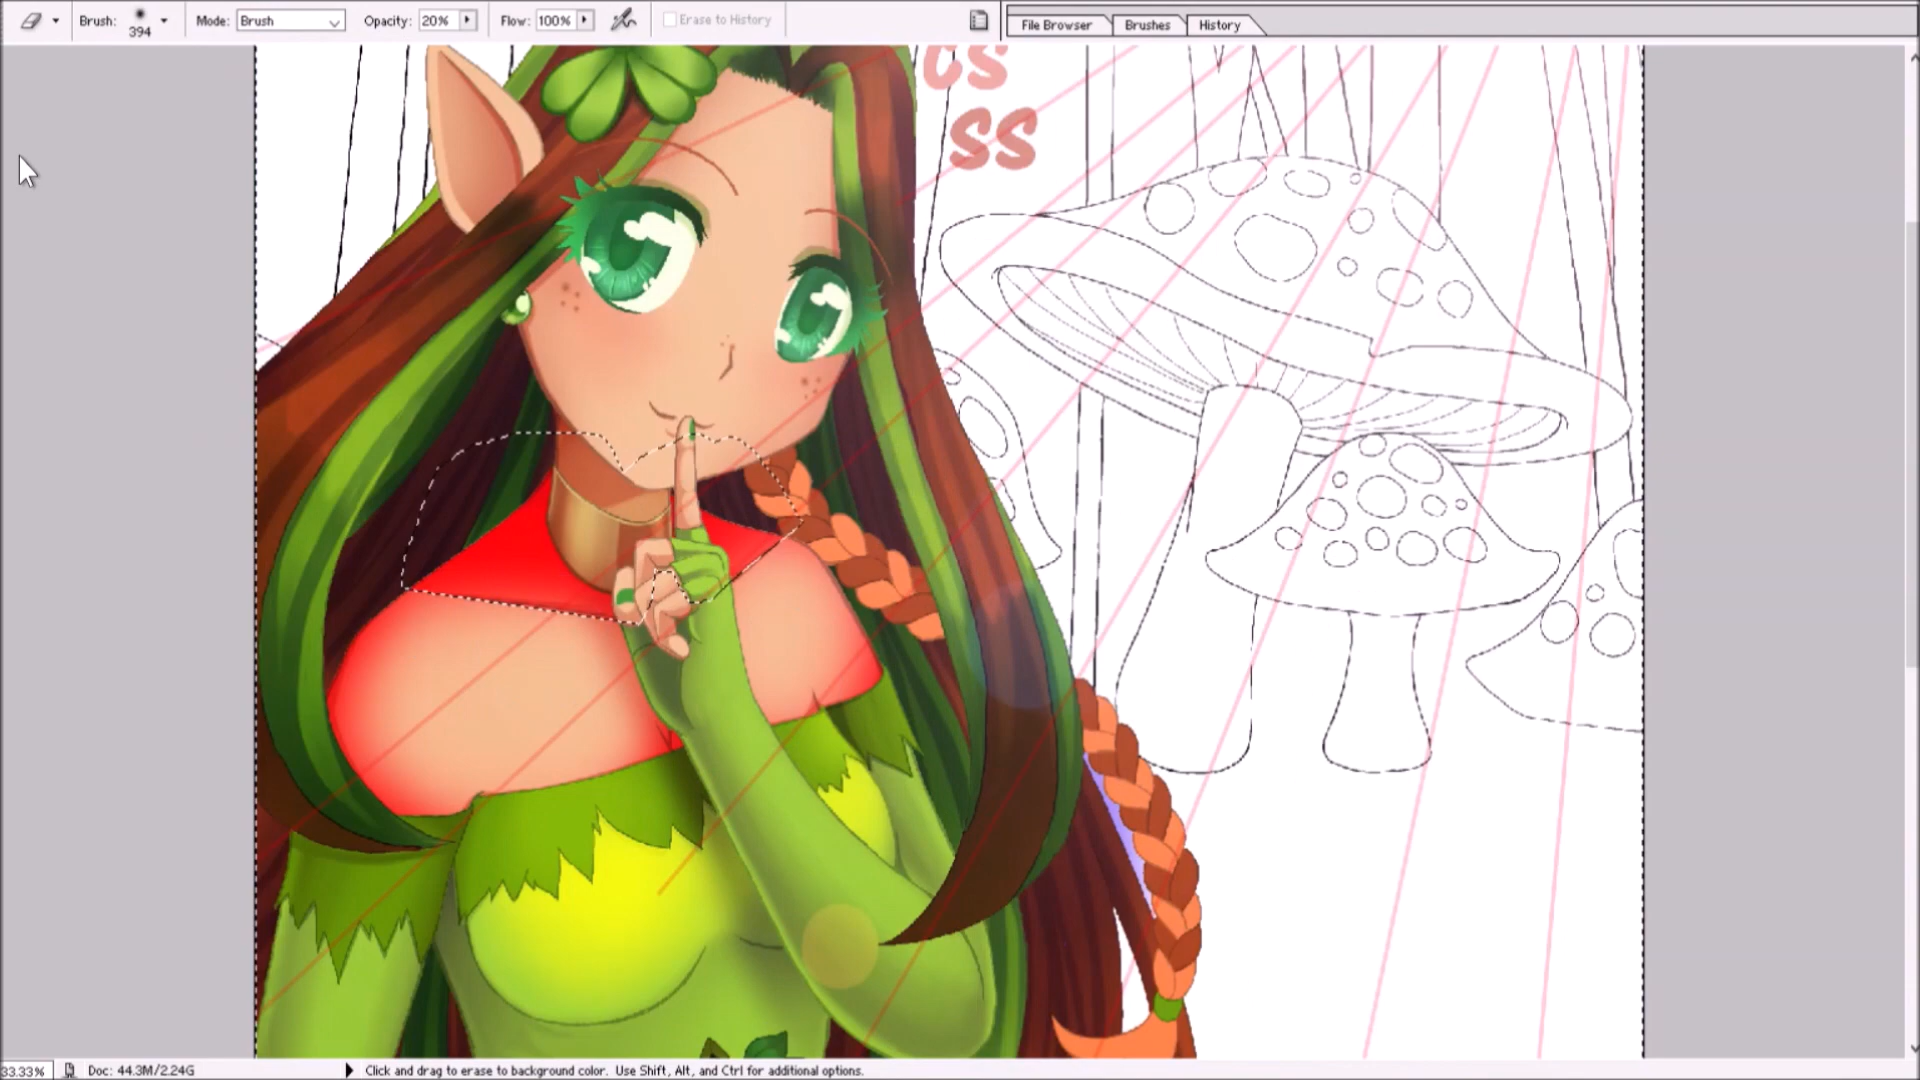 Brush: 394 Mode: Brush Opacity: 20% Flow: 100% Erase to History File Browser Brushes History
CS
SS
33.33% Doc: 44.3M/2.24G Click and drag to erase to background color. Use Shift, Alt, and Ctrl for additional options.